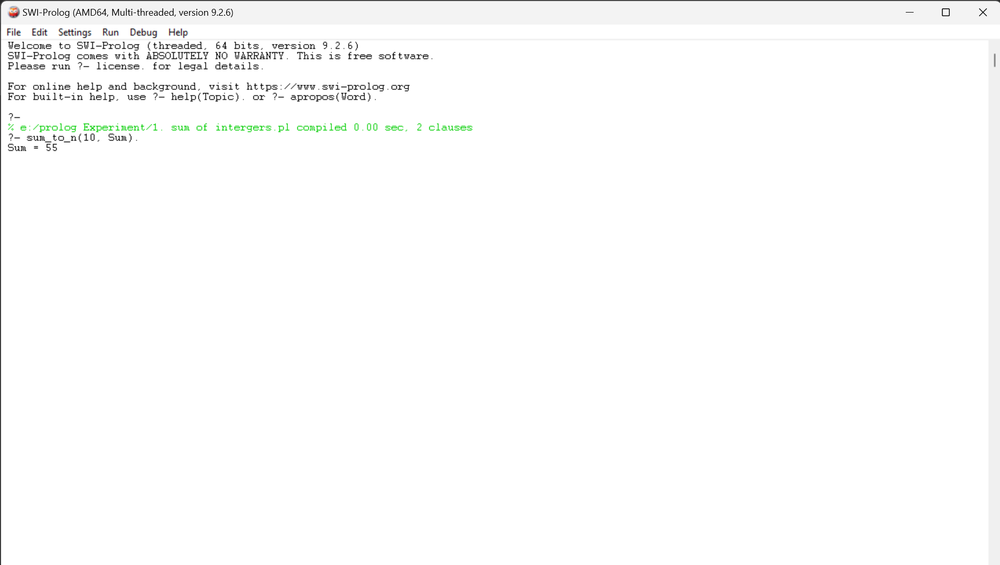 SWI-Prolog (AMD64, Multi-threaded, version 9.2.6)
File Edit Settings Run Debug Help
Welcome to SWI-Prolog (threaded, 64 bits, version 9.2.6)
SWI-Prolog comes with ABSOLUTELY NO WARRANTY. This is free software.
Please run ?- license. for legal details.
For online help and background, visit https://www.swi-prolog.org
For built-in help, use ?- help(Topic). or ?- apropos(Word).
?-
% e:/prolog Experiment/1. sum of intergers.pl compiled 0.00 sec, 2 clauses
?- sum_to_n(10, Sum).
Sum = 55